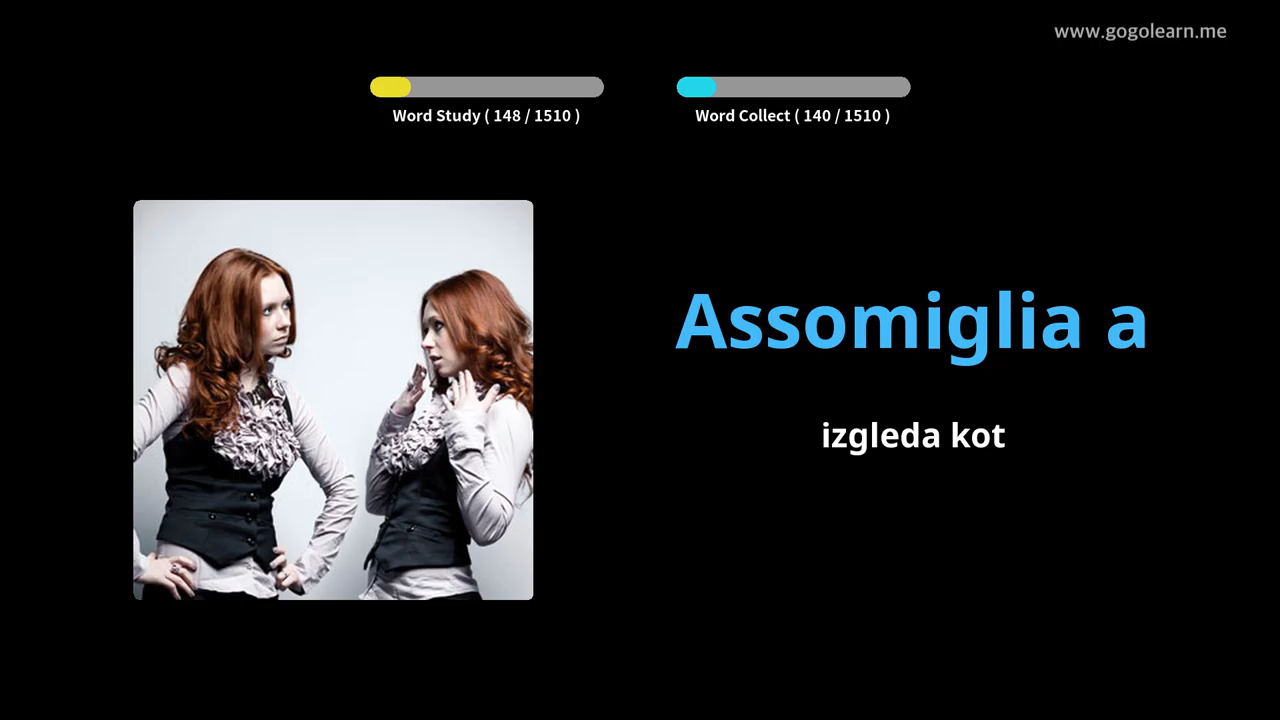 www.gogolearn.me
Word Study ( 148 / 1510 )
Word Collect ( 140 / 1510 )
Assomiglia a
izgleda kot